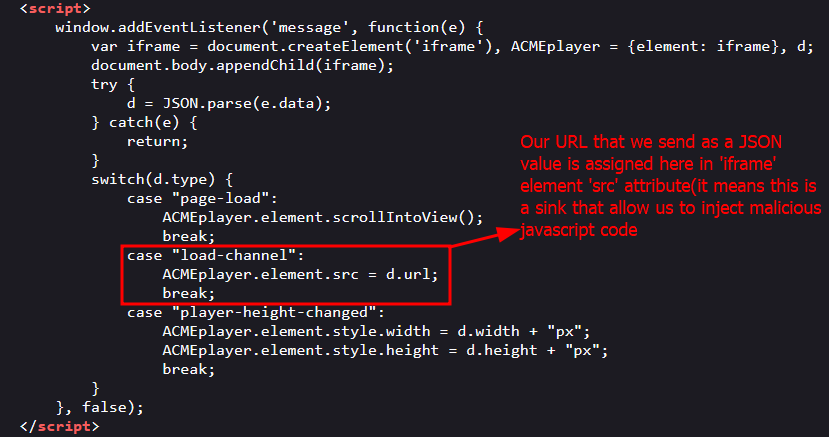 <script>
window.addEventListener('message', function(e) {
var iframe = document.createElement('iframe'), ACMEplayer = {element: iframe}, d;
document.body.appendChild(iframe);
try {
d = JSON.parse(e.data);
} catch(e) {
return;
}
switch(d.type) {
case "page-load":
ACMEplayer.element.scrollIntoView();
break;
case "load-channel":
ACMEplayer.element.src = d.url;
break;
case "player-height-changed":
ACMEplayer.element.style.width = d.width + "px";
ACMEplayer.element.style.height = d.height + "px";
break;
}
}, false);
</script>
Our URL that we send as a JSON
value is assigned here in 'iframe'
element 'src' attribute(it means this is
a sink that allow us to inject malicious
javascript code